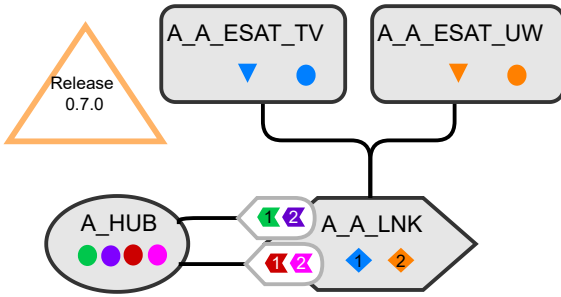 A_A_ESAT_TV
A_A_ESAT_UW
Release
0.7.0
A_HUB
1 2
A_A_LNK
1 2
1 2